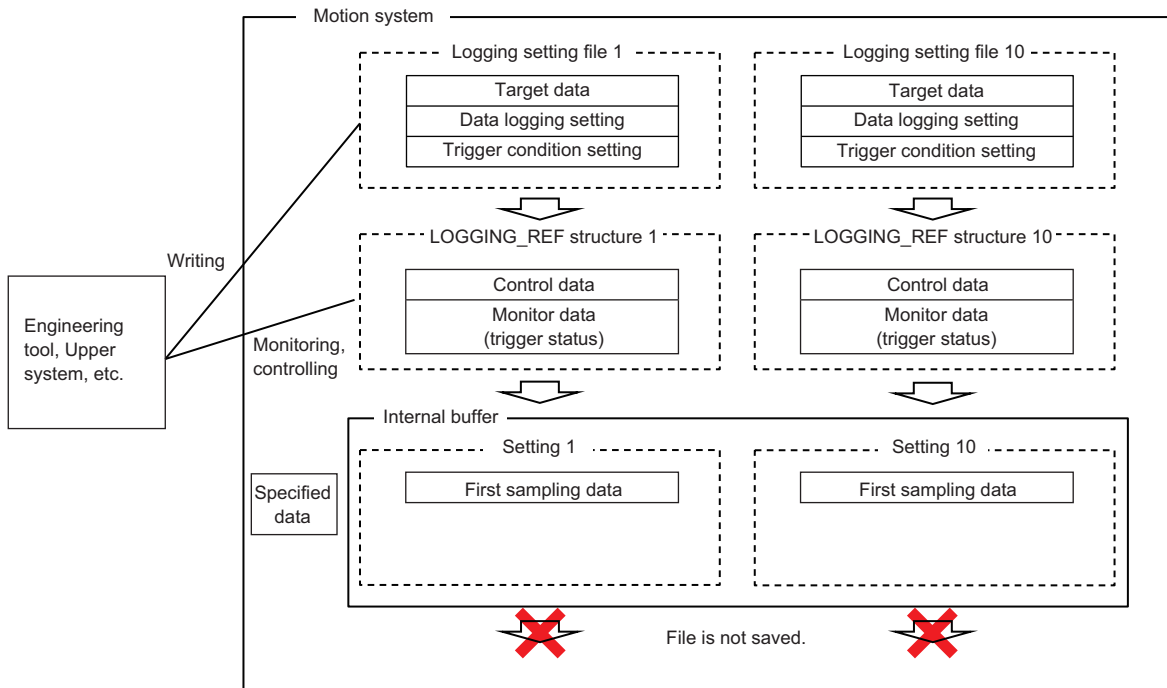 Motion system
Logging setting file 1
Logging setting file 10
Target data
Target data
Data logging setting
Data logging setting
Trigger condition setting
Trigger condition setting
LOGGING_REF structure 1
LOGGING_REF structure 10
Writing
Control data
Control data
Engineering
tool, Upper
system, etc.
Monitor data
(trigger status)
Monitor data
(trigger status)
Monitoring,
controlling
Internal buffer
Setting 1
Setting 10
Specified
data
First sampling data
First sampling data
File is not saved.